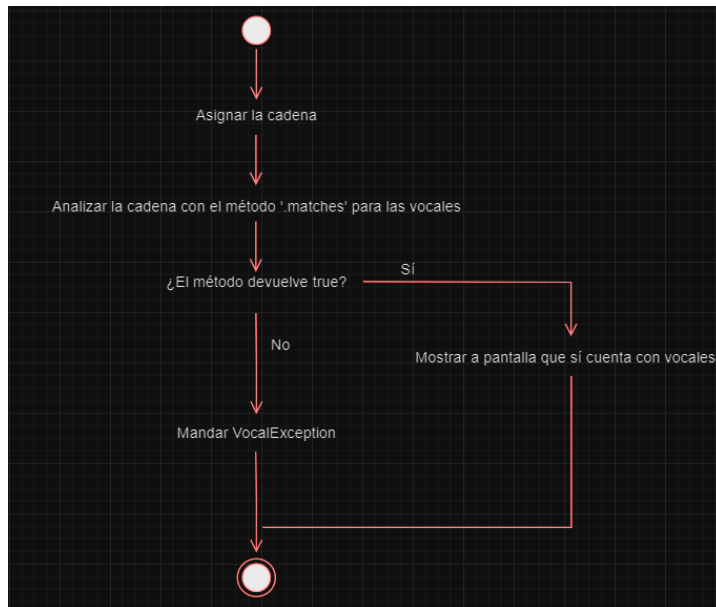 Asignar la cadena
Analizar la cadena con el método '.matches' para las vocales
¿El método devuelve true?
Sí
No
Mostrar a pantalla que sí cuenta con vocales
Mandar VocalException